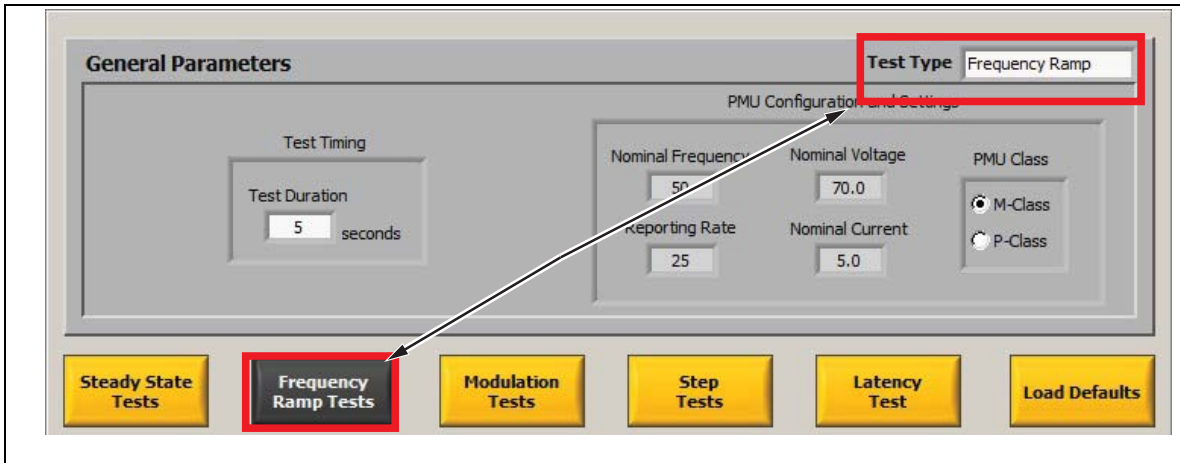 General Parameters
Test Type Frequency Ramp
PMU Configuration and Settings
Test Timing
Test Duration
5 seconds
Nominal Frequency
50
Nominal Voltage
70.0
PMU Class
M-Class
P-Class
Reporting Rate
25
Nominal Current
5.0
Steady State
Tests
Frequency
Ramp Tests
Modulation
Tests
Step
Tests
Latency
Test
Load Defaults